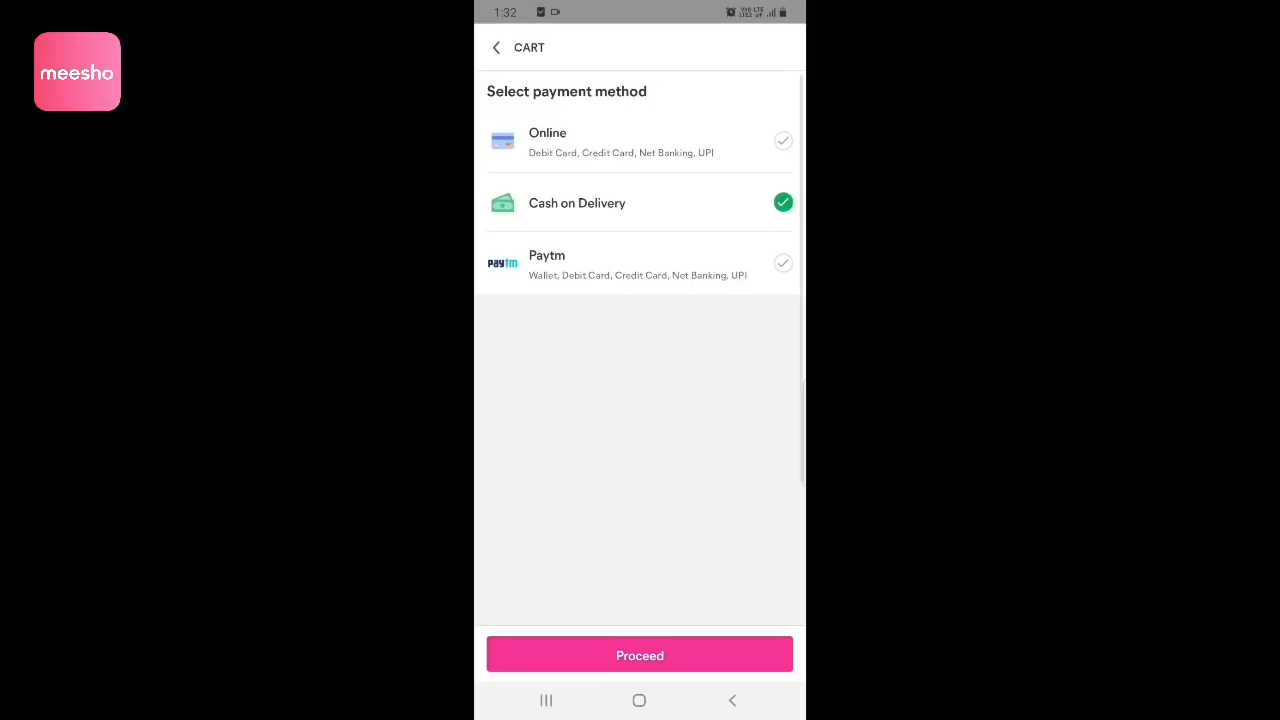 1:32
meesho
CART
Select payment method
Online
Debit Card, Credit Card, Net Banking, UPI
Cash on Delivery
paytm
Paytm
Wallet, Debit Card, Credit Card, Net Banking, UPI
Proceed